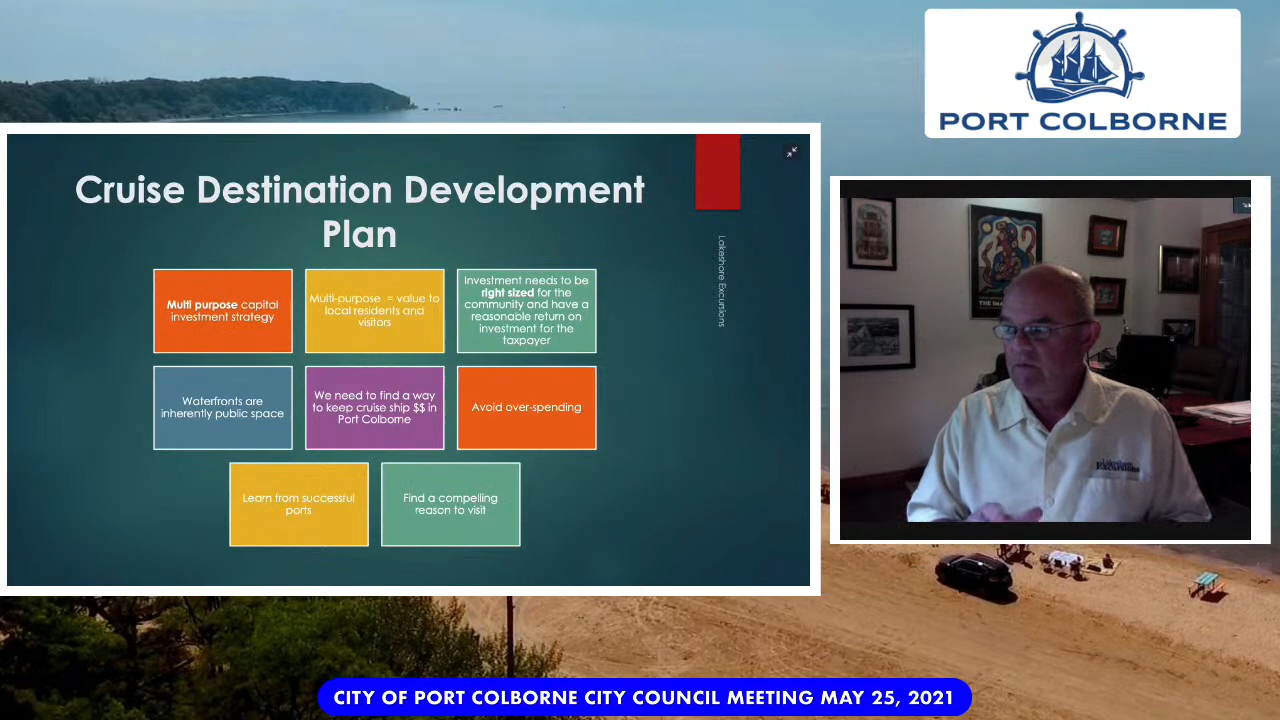 PORT COLBORNE
Cruise Destination Development
Plan
Lakeshore Excursions
Multi purpose capital
investment strategy
Multi-purpose = value to
local residents and
visitors
Investment needs to be
right sized for the
community and have a
reasonable return on
investment for the
taxpayer
Waterfronts are
inherently public space
We need to find a way
to keep cruise ship $$ in
Port Colborne
Avoid over-spending
Learn from successful
ports
Find a compelling
reason to visit
Lakeshore
Excursions
CITY OF PORT COLBORNE CITY COUNCIL MEETING MAY 25, 2021